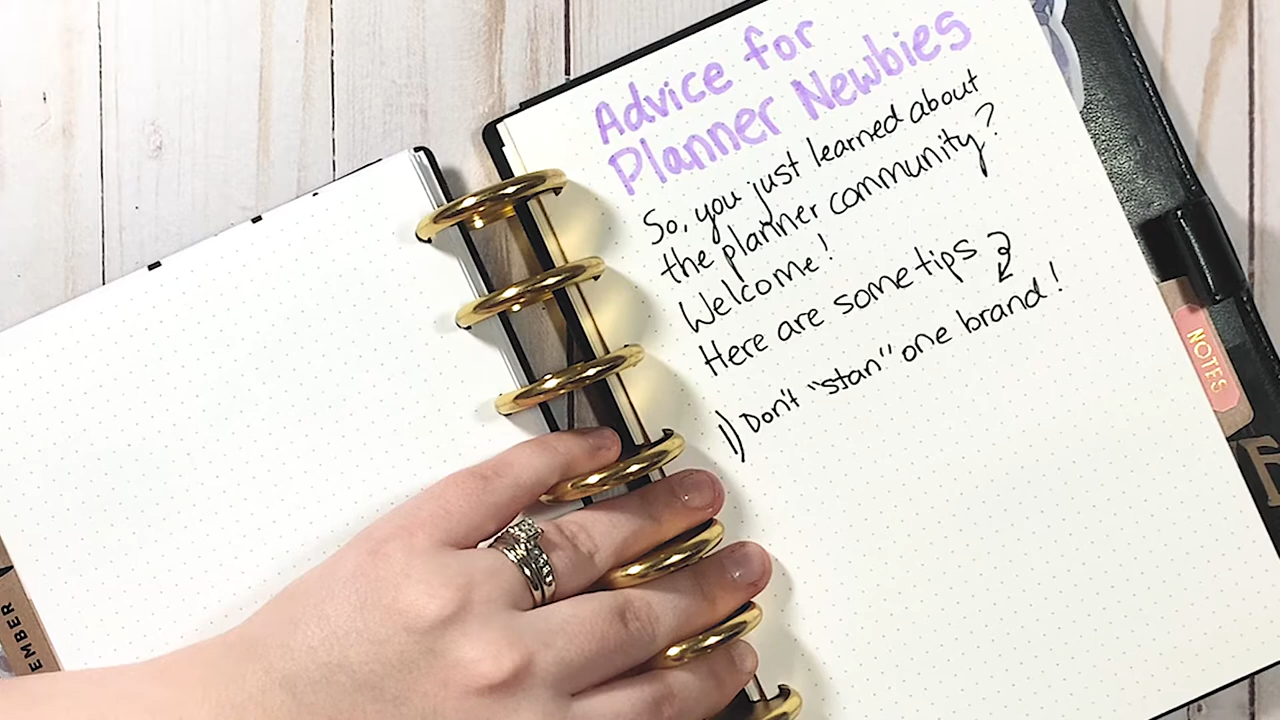 Advice for
Planner Newbies
So, you just learned about
the planner community?
Welcome!
Here are some tips
1) Don't "stan" one brand!
NOTES
EMBER